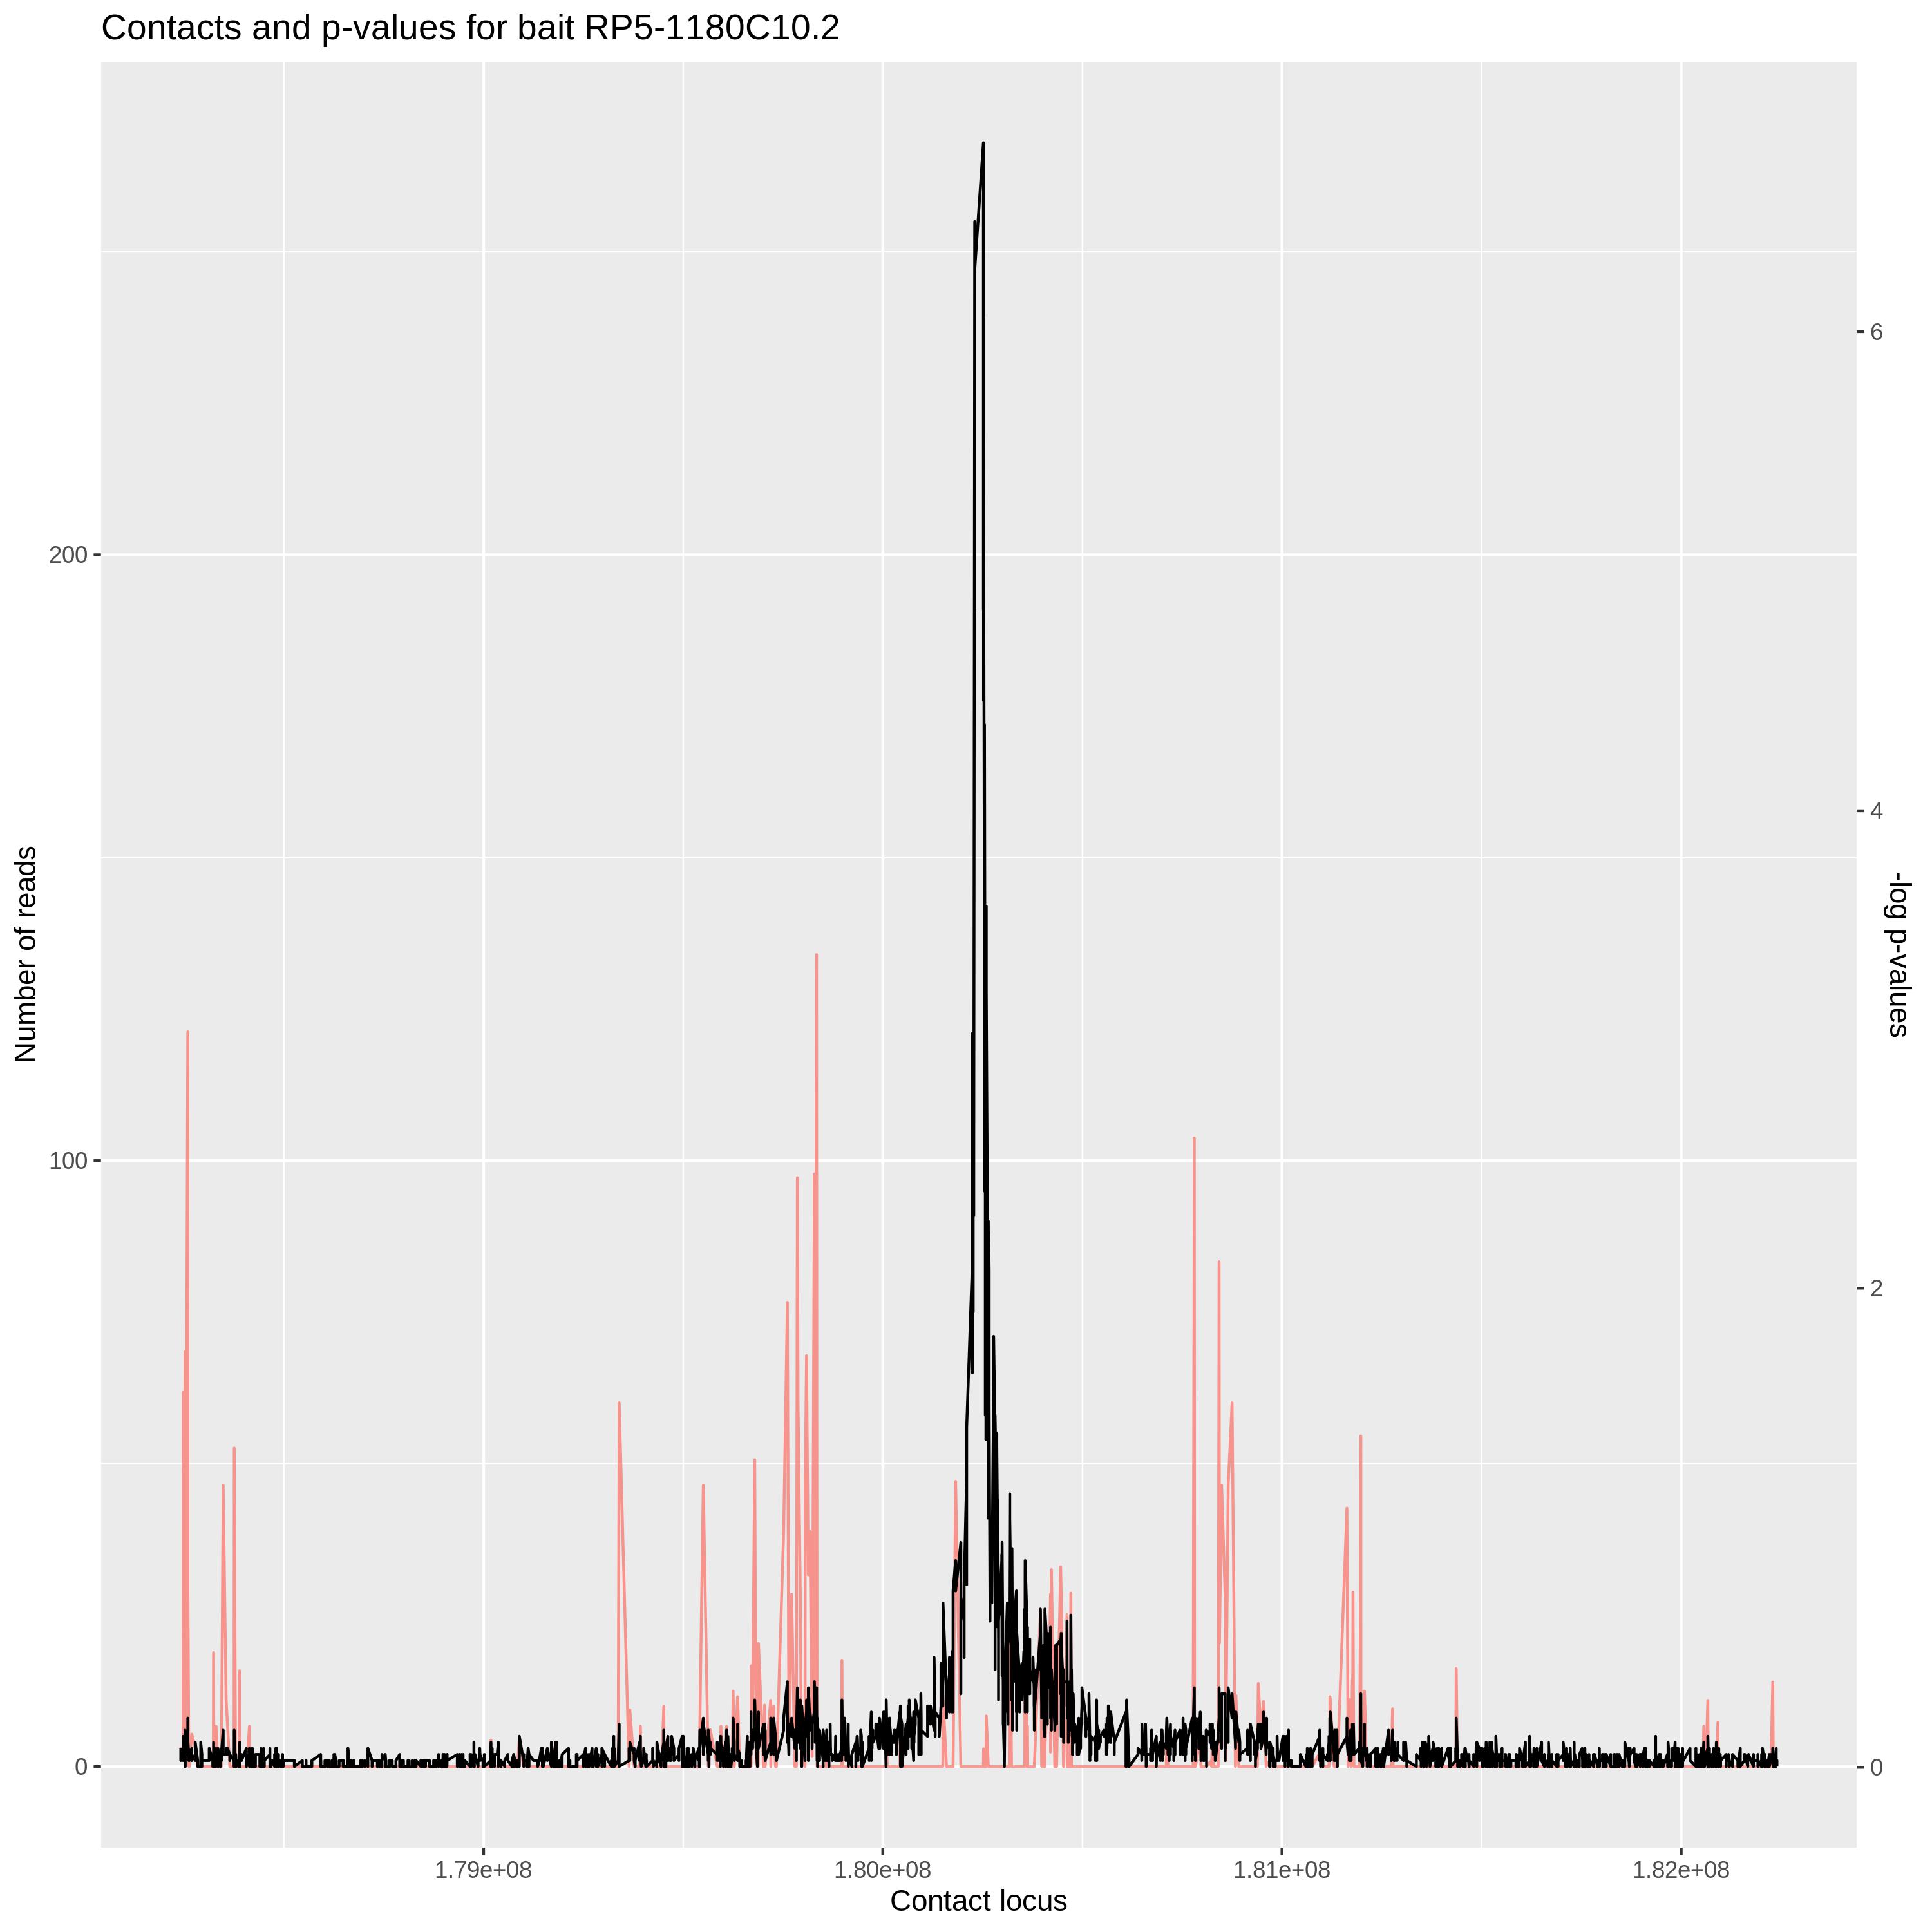 Contacts and p-values for bait RP5-1180C10.2
Number of reads
200
100
0
6
4
2
0
-log p-values
1.79e+08 1.80e+08 1.81e+08 1.82e+08
Contact locus